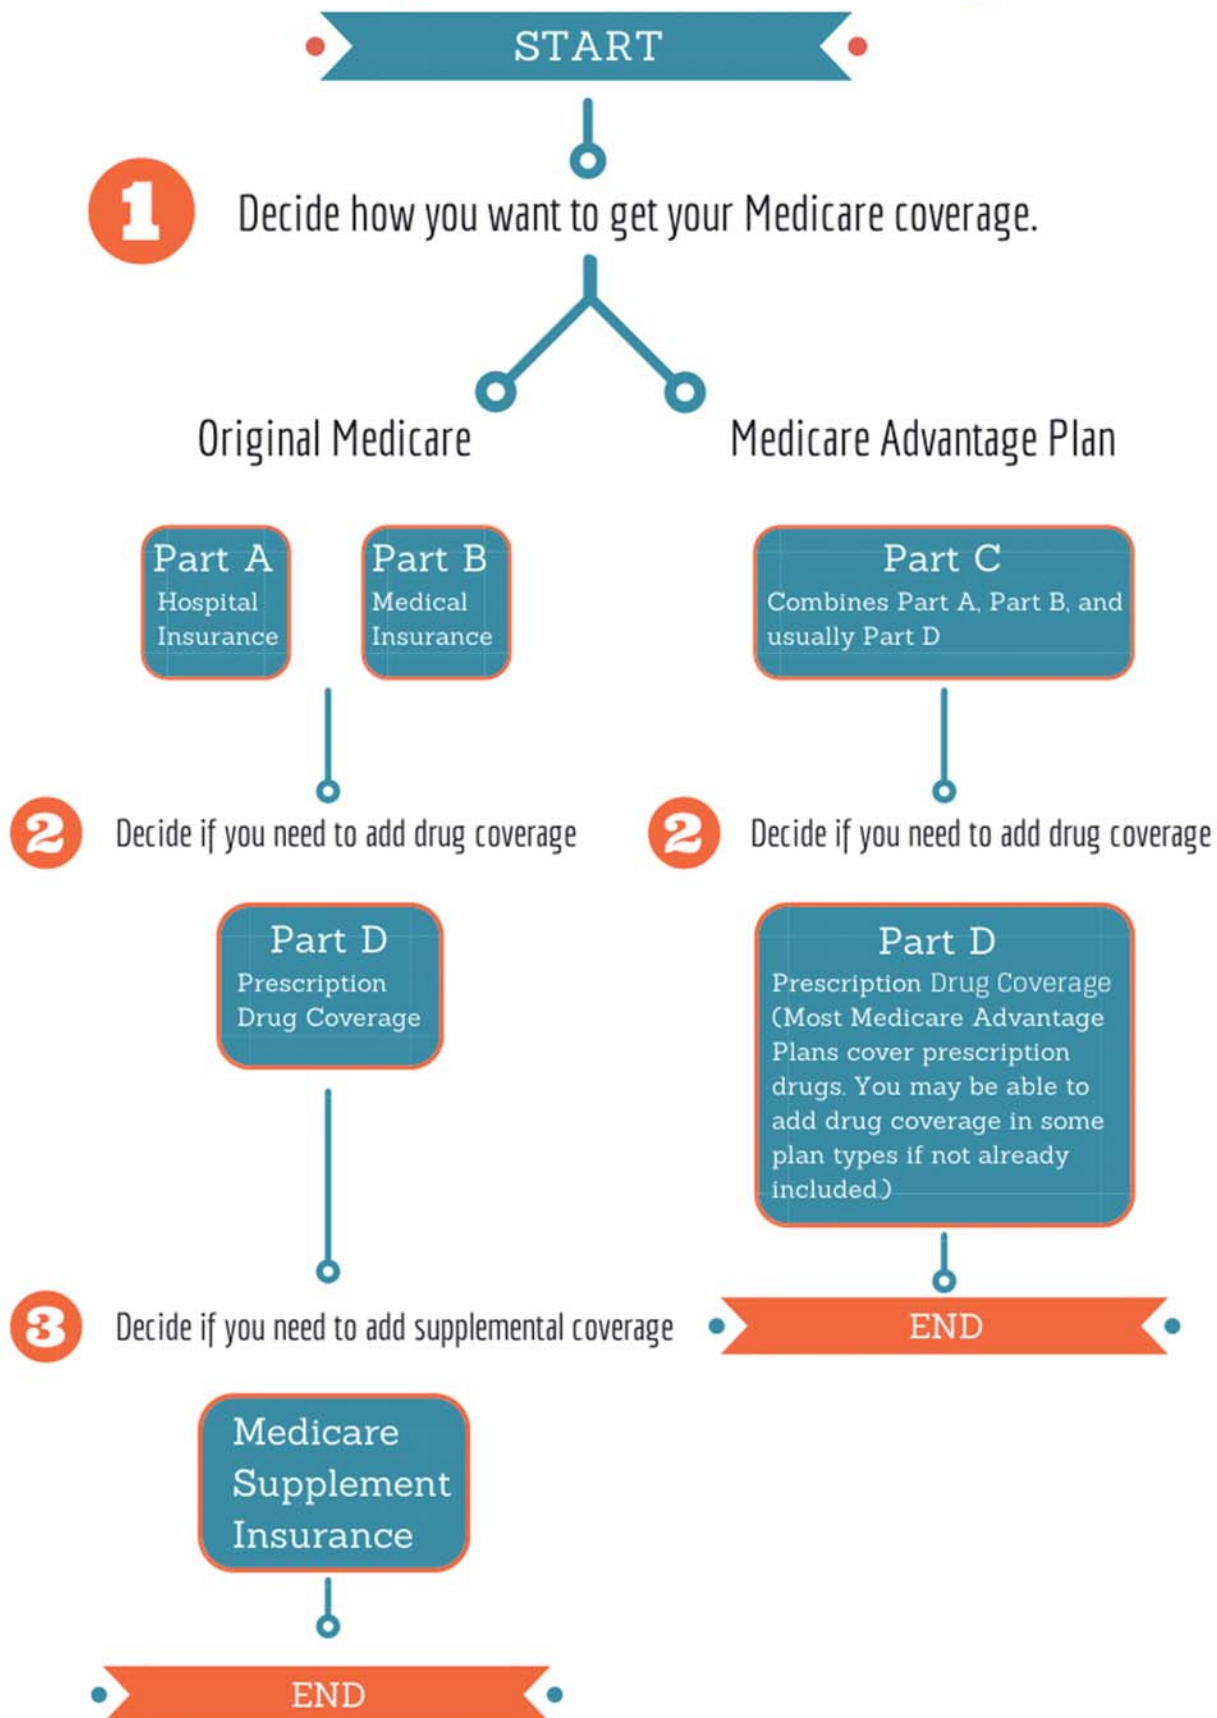 START
1
Decide how you want to get your Medicare coverage.
Original Medicare
Part A
Hospital
Insurance
Part B
Medical
Insurance
2
Decide if you need to add drug coverage
Part D
Prescription
Drug Coverage
3
Decide if you need to add supplemental coverage
Medicare
Supplement
Insurance
END
Medicare Advantage Plan
Part C
Combines Part A, Part B, and
usually Part D
2
Decide if you need to add drug coverage
Part D
Prescription Drug Coverage
(Most Medicare Advantage
Plans cover prescription
drugs. You may be able to
add drug coverage in some
plan types if not already
included.)
END